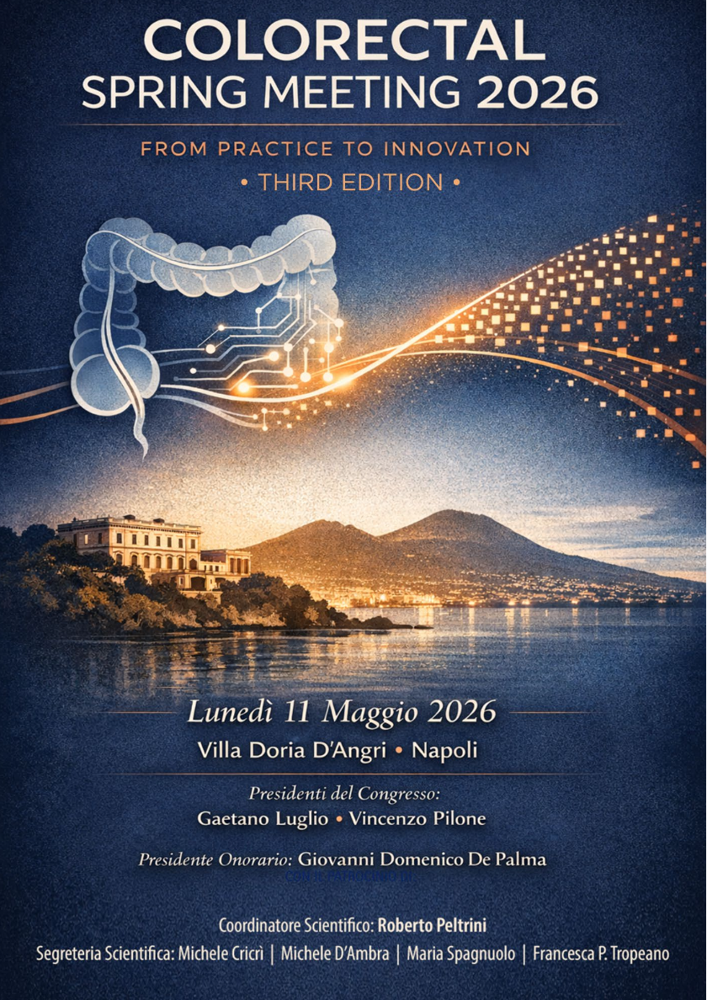 COLORECTAL
SPRING MEETING 2026
FROM PRACTICE TO INNOVATION
• THIRD EDITION •
Lunedì 11 Maggio 2026
Villa Doria D'Angri • Napoli
Presidenti del Congresso:
Gaetano Luglio • Vincenzo Pilone
Presidente Onorario: Giovanni Domenico De Palma
Coordinatore Scientifico: Roberto Peltrini
Segreteria Scientifica: Michele Cricrì | Michele D'Ambra | Maria Spagnuolo | Francesca P. Tropeano